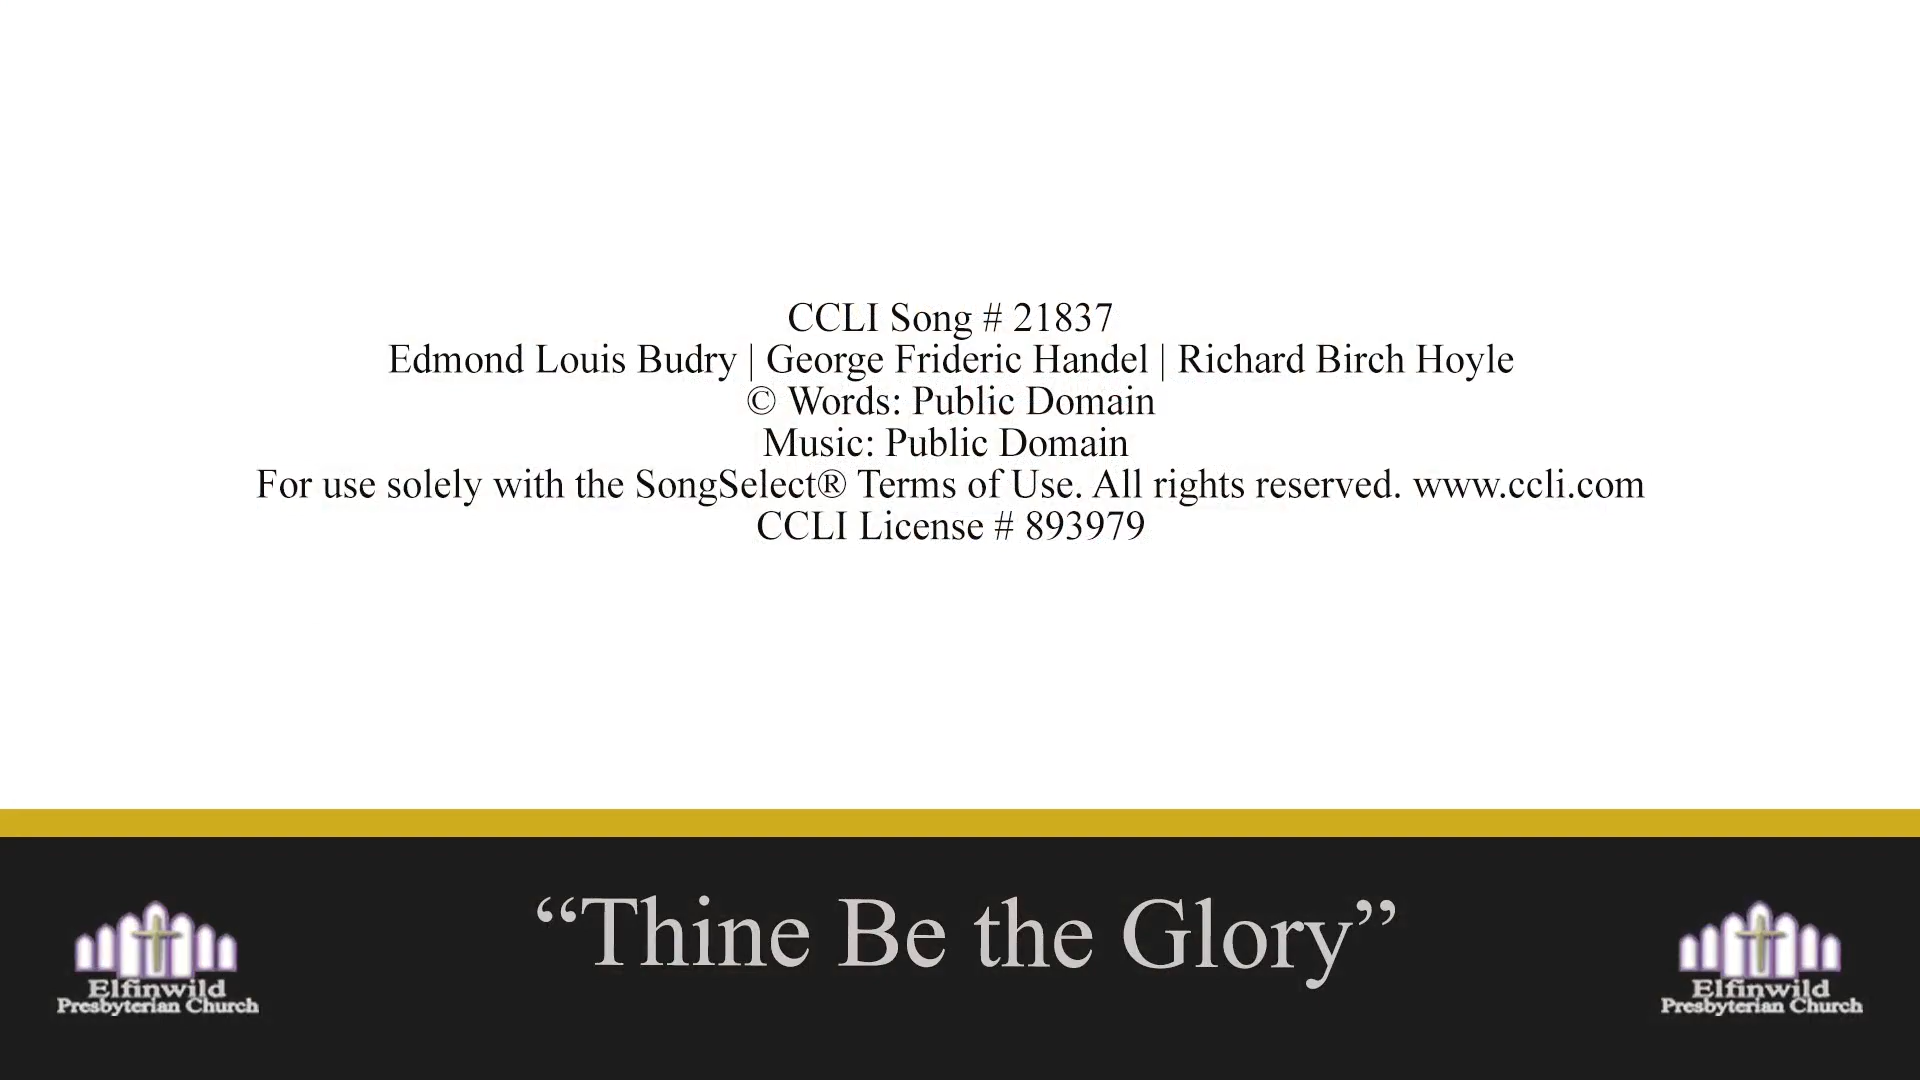 CCLI Song # 21837
Edmond Louis Budry | George Frideric Handel | Richard Birch Hoyle
© Words: Public Domain
Music: Public Domain
For use solely with the SongSelect® Terms of Use. All rights reserved. www.ccli.com
CCLI License # 893979
“Thine Be the Glory”
Elfinwild
Presbyterian Church
Elfinwild
Presbyterian Church